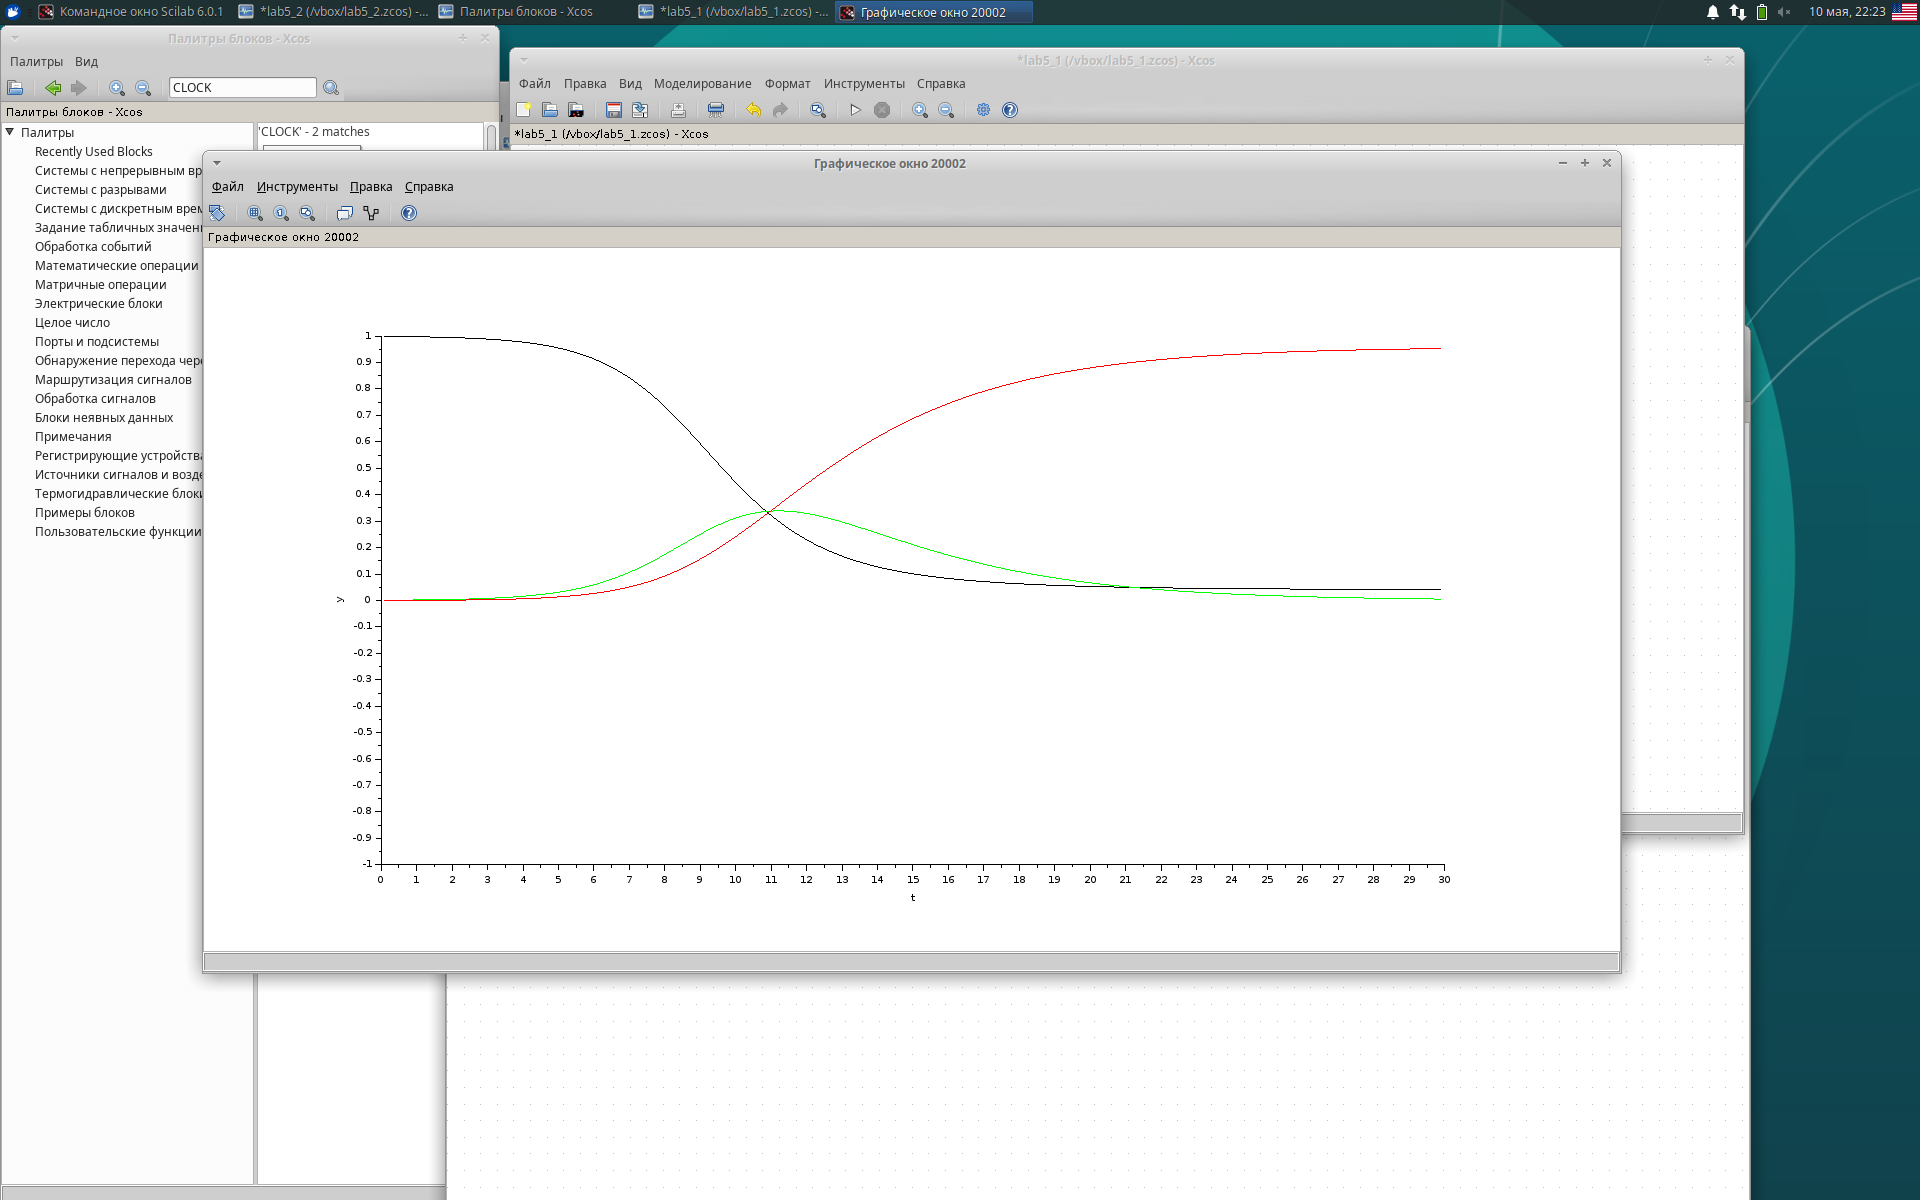 Командное окно Scilab 6.0.1
*lab5_2 (/vbox/lab5_2.zcos) -...
Палитры блоков - Xcos
*lab5_1 (/vbox/lab5_1.zcos) -...
Графическое окно 20002
10 мая, 22:23
Палитры блоков - Xcos
Палитры Вид
CLOCK
Палитры блоков - Xcos
Палитры
Recently Used Blocks
Системы с непрерывным вр
Системы с разрывами
Системы с дискретным врем
Задание табличных значен
Обработка событий
Математические операции
Матричные операции
Электрические блоки
Целое число
Порты и подсистемы
Обнаружение перехода чер
Маршрутизация сигналов
Обработка сигналов
Блоки неявных данных
Примечания
Регистрирующие устройства
Источники сигналов и возде
Термогидравлические блоки
Примеры блоков
Пользовательские функции
'CLOCK' - 2 matches
*lab5_1 (/vbox/lab5_1.zcos) - Xcos
Файл Правка Вид Моделирование Формат Инструменты Справка
*lab5_1 (/vbox/lab5_1.zcos) - Xcos
Графическое окно 20002
Файл Инструменты Правка Справка
Графическое окно 20002
1
0.9
0.8
0.7
0.6
0.5
0.4
0.3
0.2
0.1
0
-0.1
-0.2
-0.3
-0.4
-0.5
-0.6
-0.7
-0.8
-0.9
-1
y
0 1 2 3 4 5 6 7 8 9 10 11 12 13 14 15 16 17 18 19 20 21 22 23 24 25 26 27 28 29 30
t